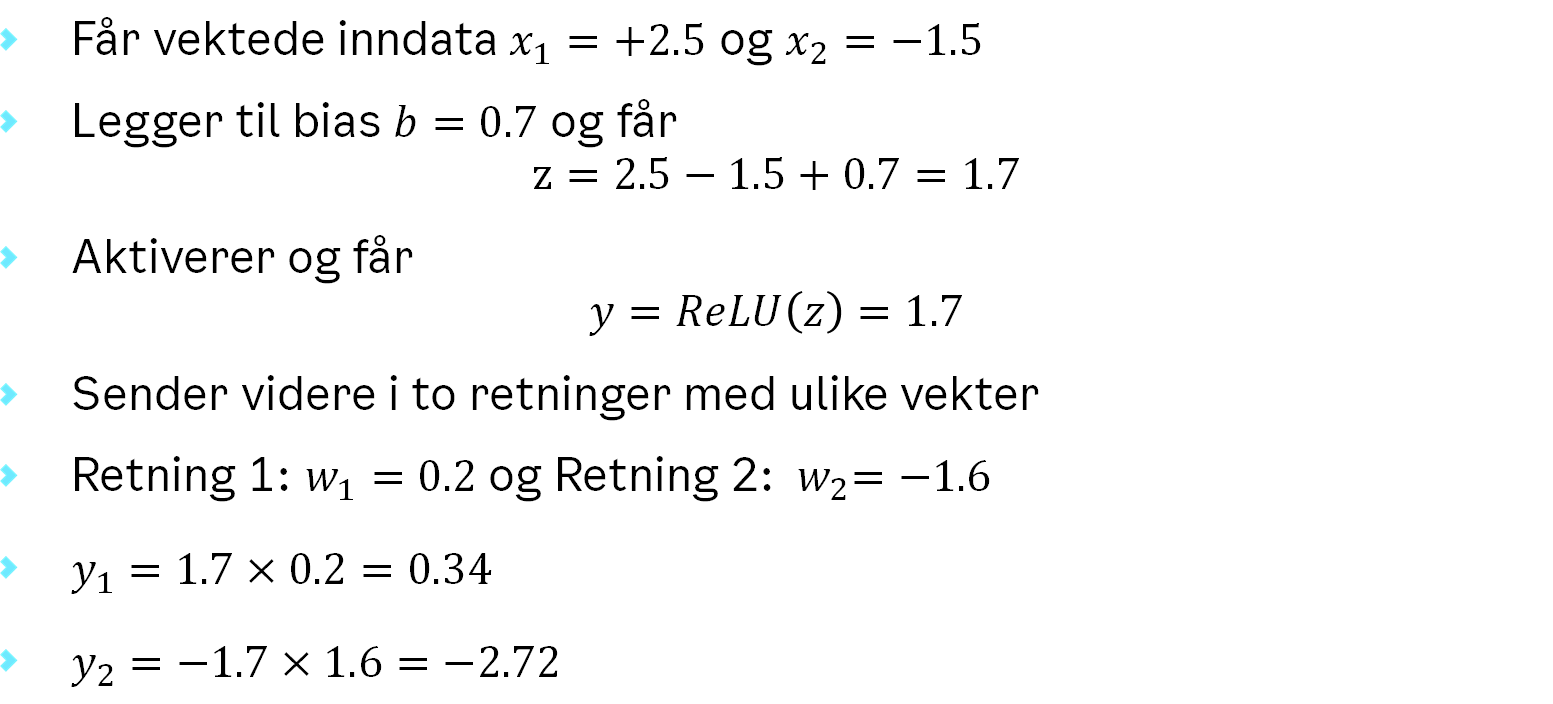 Får vektede inndata x₁ = +2.5 og x₂ = −1.5
Legger til bias b = 0.7 og får
z = 2.5 − 1.5 + 0.7 = 1.7
Aktiverer og får
y = ReLU(z) = 1.7
Sender videre i to retninger med ulike vekter
Retning 1: w₁ = 0.2 og Retning 2: w₂= −1.6
y₁ = 1.7 × 0.2 = 0.34
y₂ = −1.7 × 1.6 = −2.72